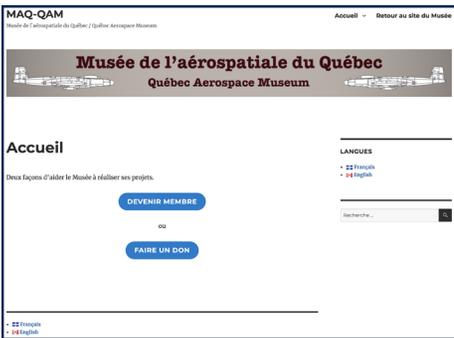 MAQ-QAM
Musée de l'aérospatiale du Québec / Québec Aerospace Museum
Accueil
Retour au site du Musée
Musée de l'aérospatiale du Québec
Québec Aerospace Museum
Accueil
Deux façons d'aider le Musée à réaliser ses projets.
DEVENIR MEMBRE
ou
FAIRE UN DON
LANGUES
Français
English
Recherche ...
Français
English